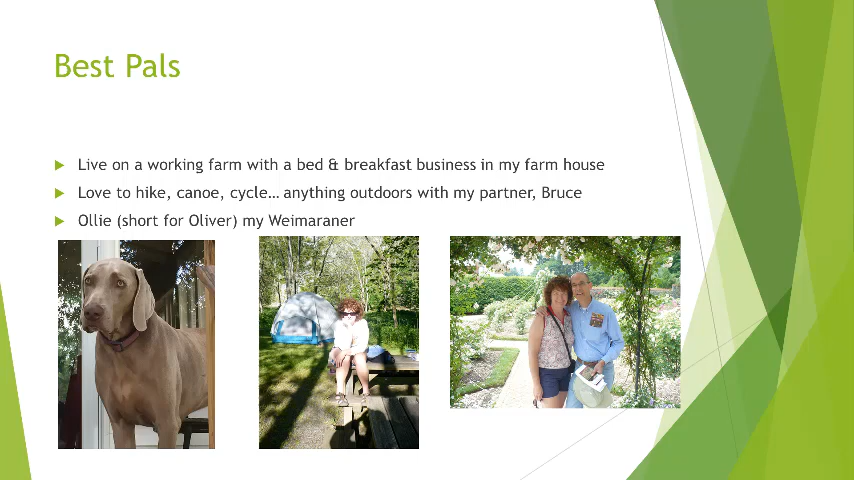 Best Pals
Live on a working farm with a bed & breakfast business in my farm house
Love to hike, canoe, cycle… anything outdoors with my partner, Bruce
Ollie (short for Oliver) my Weimaraner